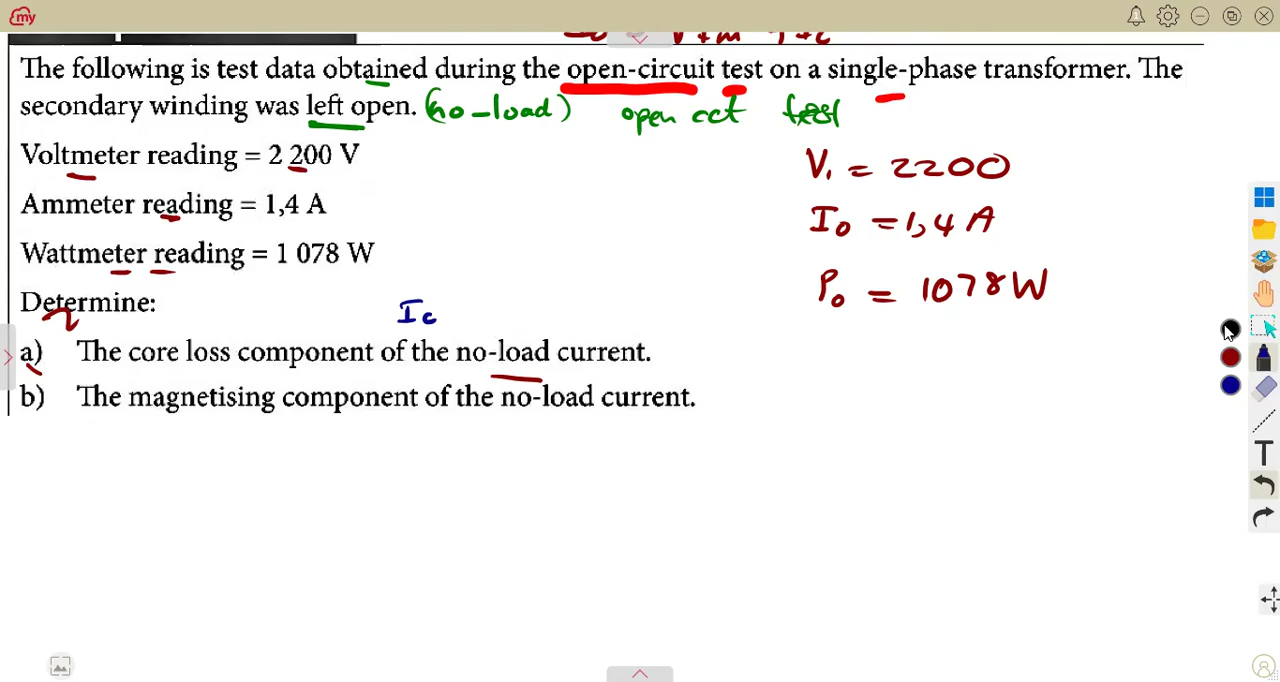 my
The following is test data obtained during the open-circuit test on a single-phase transformer. The
secondary winding was left open. (no-load) open cct test
Voltmeter reading = 2 200 V
V₁ = 2200
Ammeter reading = 1,4 A
I₀ = 1,4 A
Wattmeter reading = 1 078 W
P₀ = 1078 W
Determine:
Ic
a) The core loss component of the no-load current.
b) The magnetising component of the no-load current.
T